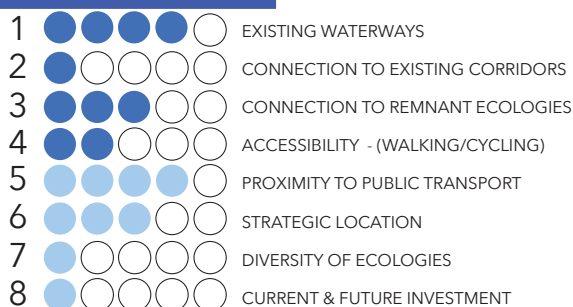 1 EXISTING WATERWAYS
2 CONNECTION TO EXISTING CORRIDORS
3 CONNECTION TO REMNANT ECOLOGIES
4 ACCESSIBILITY - (WALKING/CYCLING)
5 PROXIMITY TO PUBLIC TRANSPORT
6 STRATEGIC LOCATION
7 DIVERSITY OF ECOLOGIES
8 CURRENT & FUTURE INVESTMENT